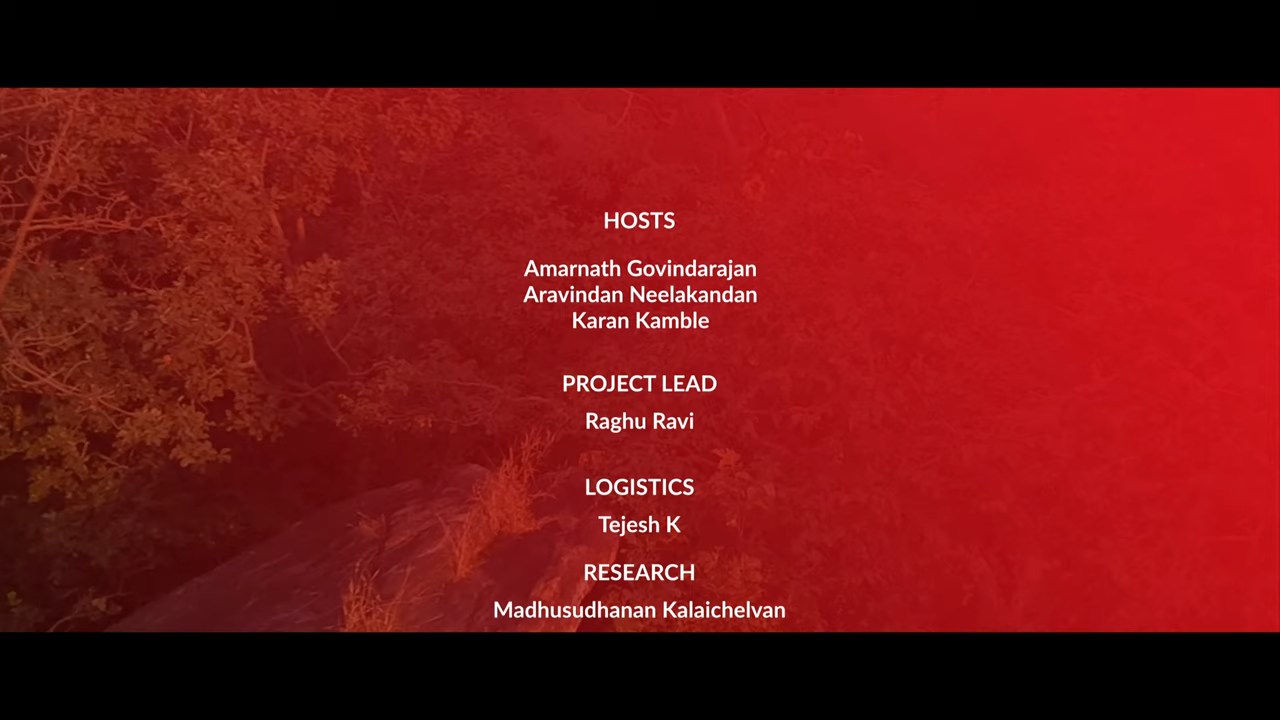 HOSTS
Amarnath Govindarajan
Aravindan Neelakandan
Karan Kamble
PROJECT LEAD
Raghu Ravi
LOGISTICS
Tejesh K
RESEARCH
Madhusudhanan Kalaichelvan